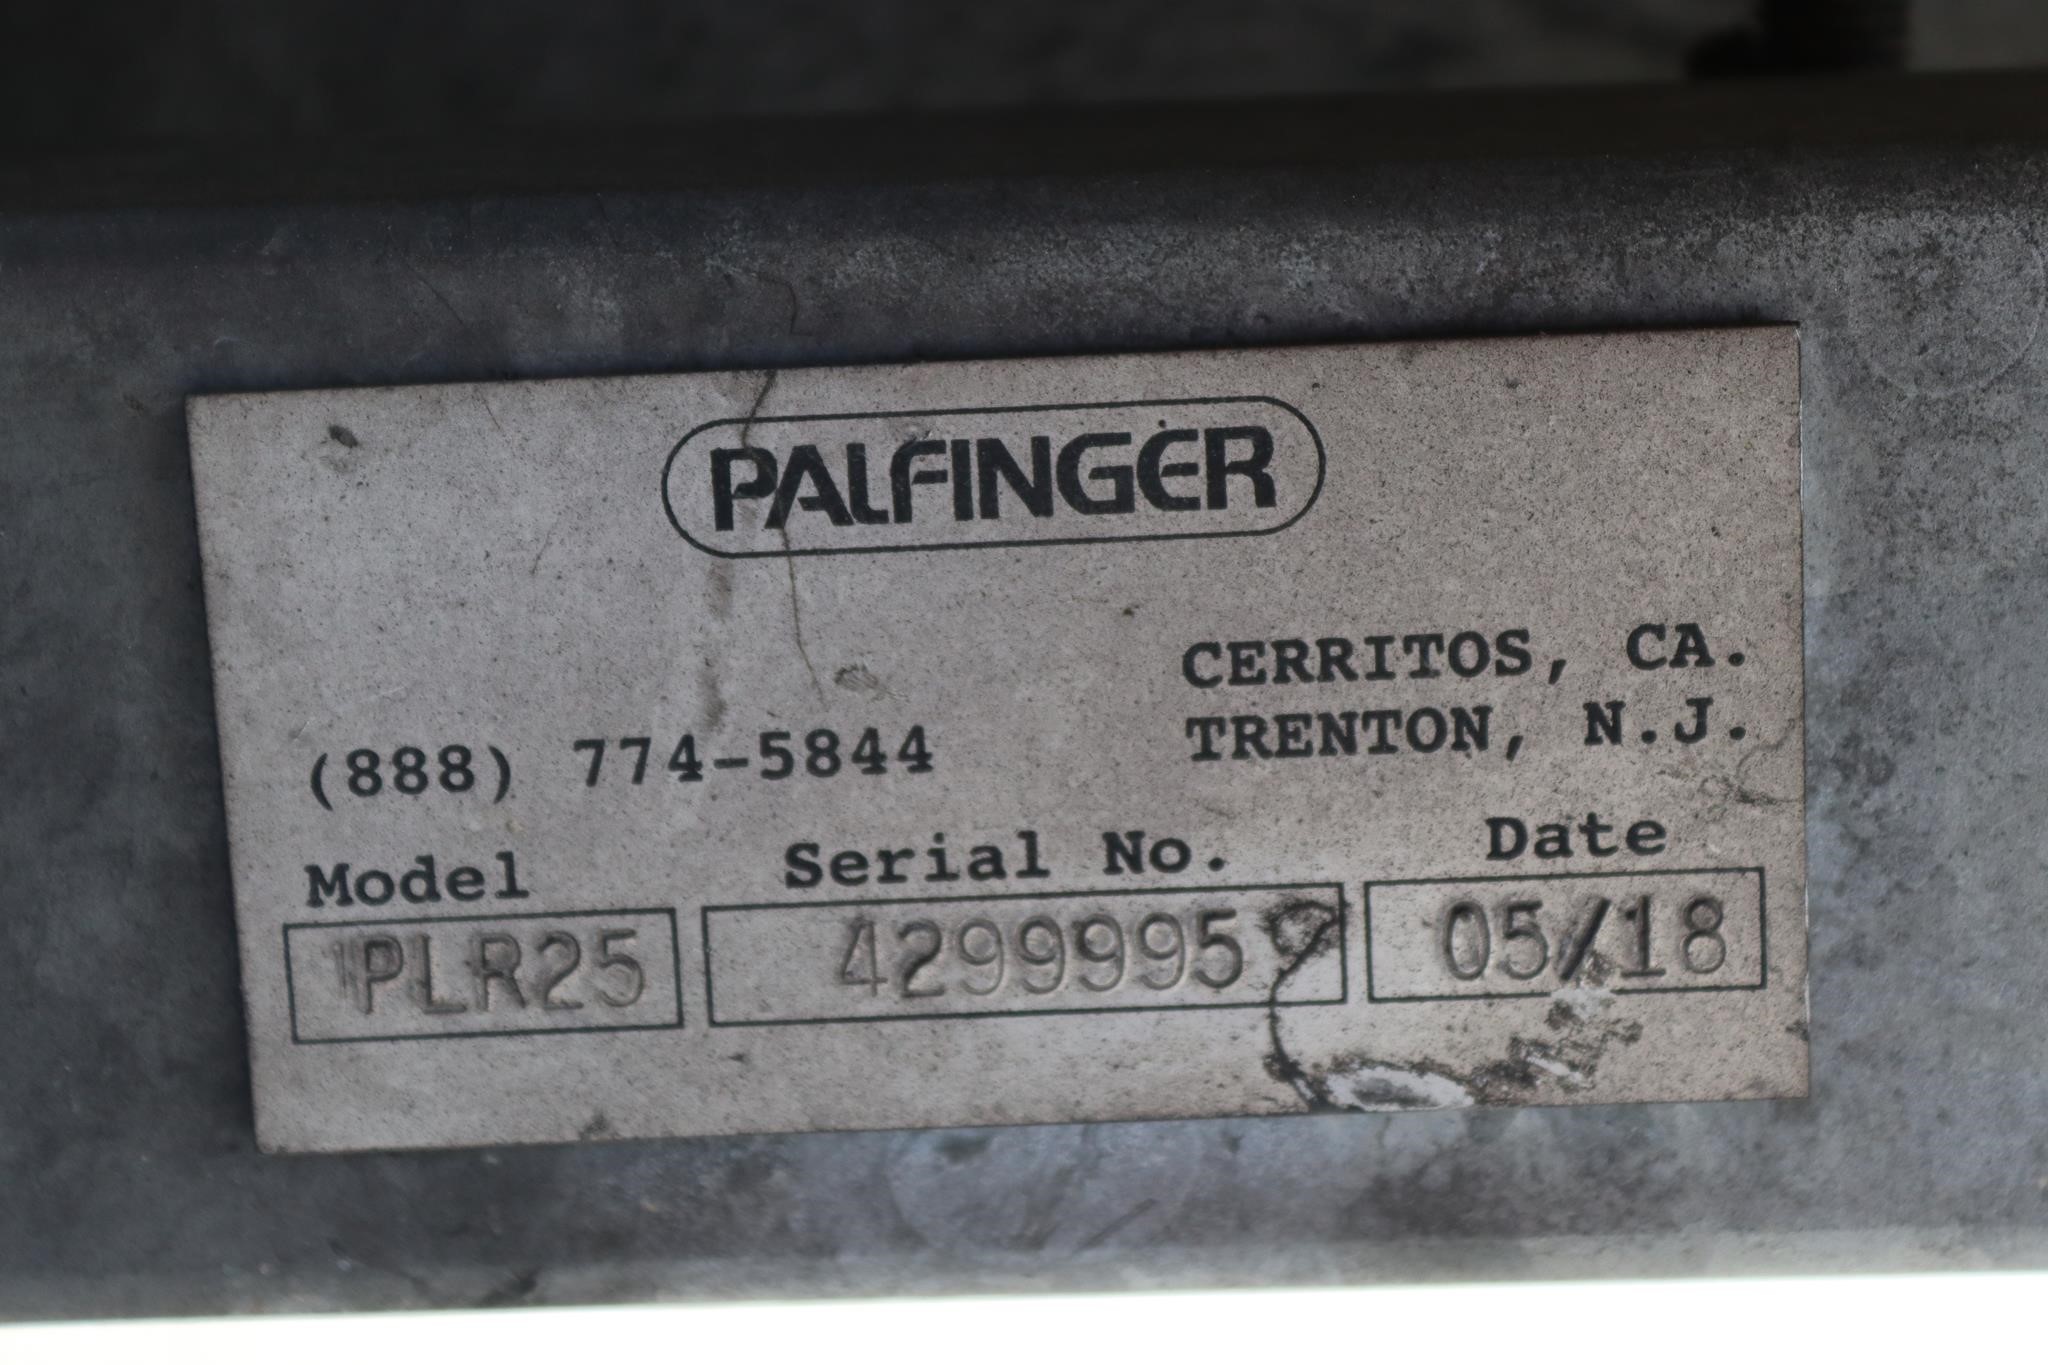 PALFINGER
CERRITOS, CA.
TRENTON, N.J.
(888) 774-5844
Model Serial No. Date
PLR25 4299995 05/18